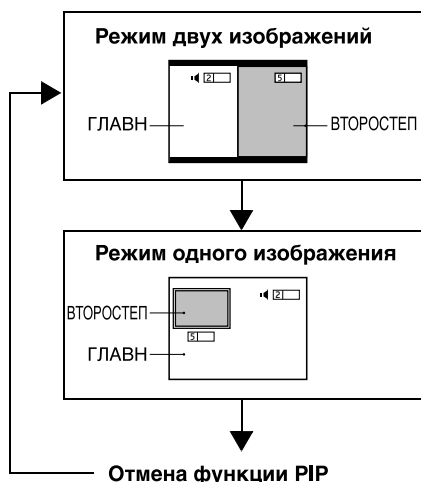 Режим двух изображений
2 5
ГЛАВН ВТОРОСТЕП
Режим одного изображения
2
ВТОРОСТЕП
5
ГЛАВН
Отмена функции PIP